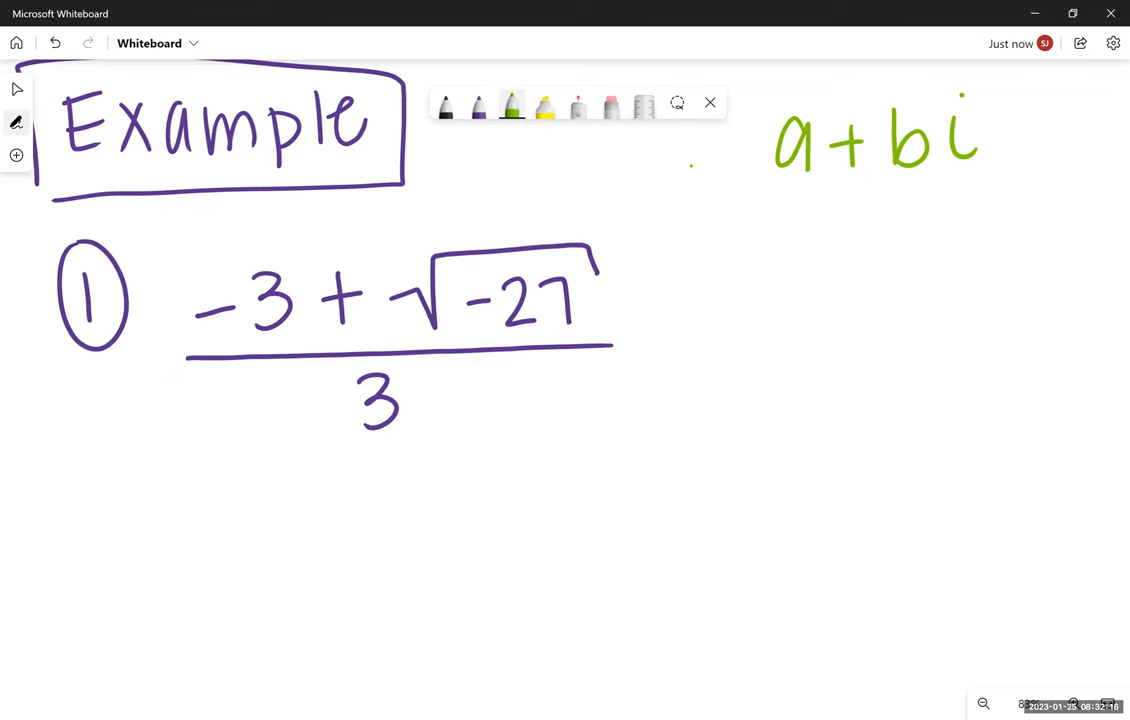 Microsoft Whiteboard
Whiteboard
Just now SJ
Example
a + bi
1
-3 + √-27
3
2023-01-25 08:32:16